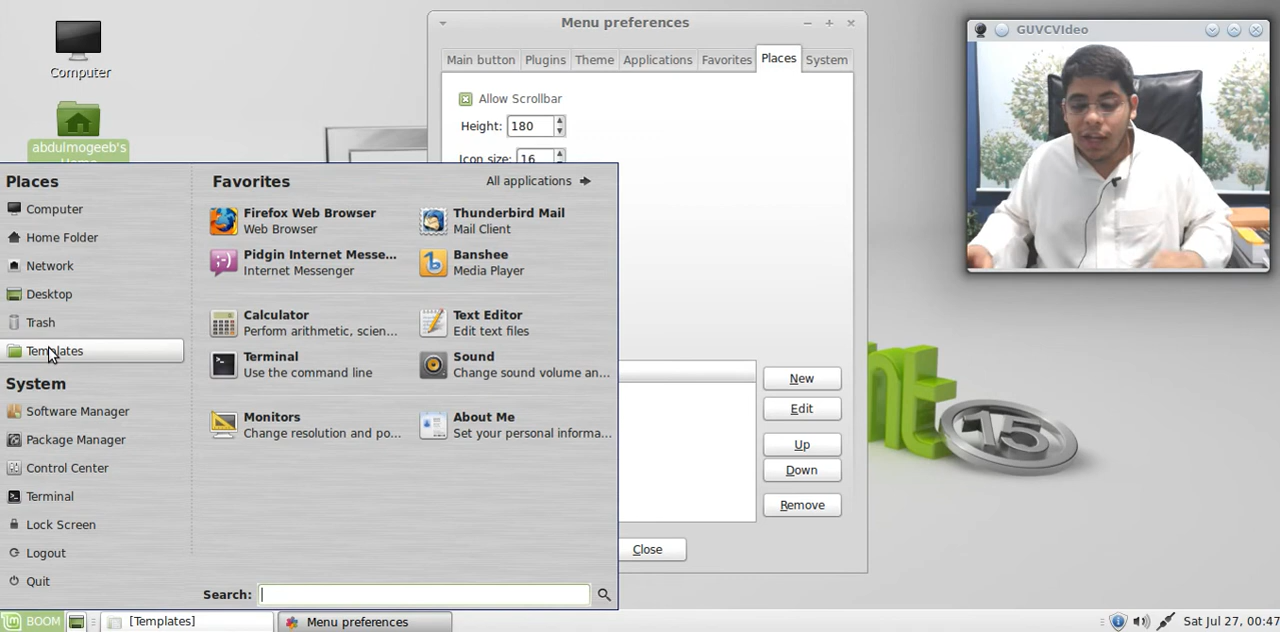 Computer
abdulmogeeb's
Menu preferences
Main button
Plugins
Theme
Applications
Favorites
Places
System
Allow Scrollbar
Height: 180
Icon size: 16
New
Edit
Up
Down
Remove
Close
GUVCVIdeo
Places
Computer
Home Folder
Network
Desktop
Trash
Templates
System
Software Manager
Package Manager
Control Center
Terminal
Lock Screen
Logout
Quit
Favorites
All applications
Firefox Web Browser
Web Browser
Thunderbird Mail
Mail Client
Pidgin Internet Messe...
Internet Messenger
Banshee
Media Player
Calculator
Perform arithmetic, scien...
Text Editor
Edit text files
Terminal
Use the command line
Sound
Change sound volume an...
Monitors
Change resolution and po...
About Me
Set your personal informa...
Search:
nt
15
BOOM
[Templates]
Menu preferences
Sat Jul 27, 00:47